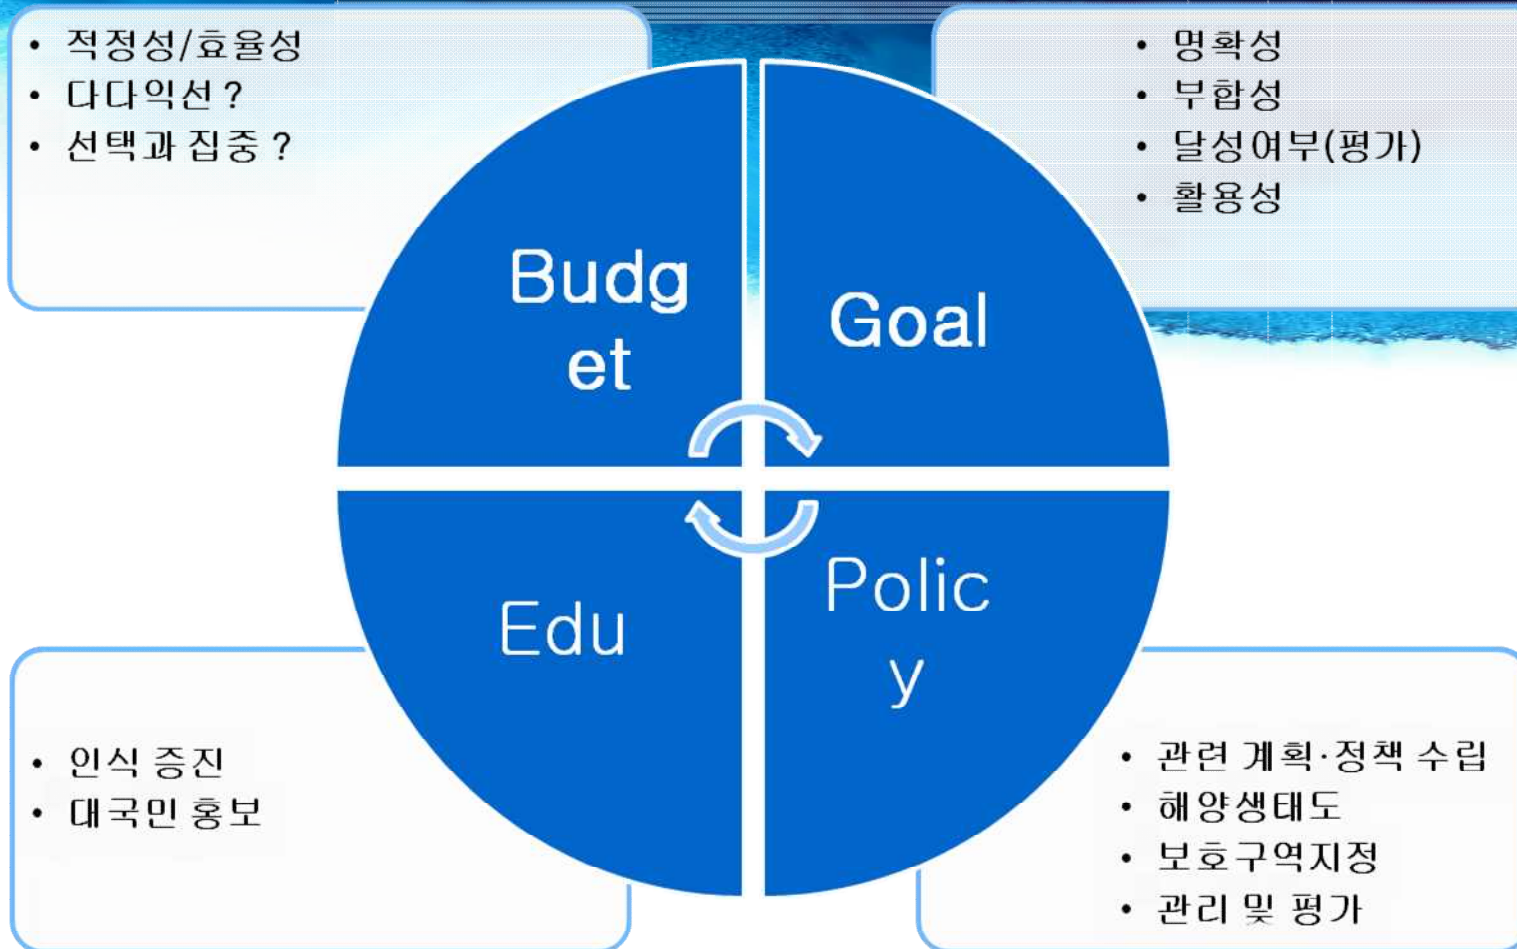 • 적정성/효율성
• 다다익선 ?
• 선택과 집중 ?
• 명확성
• 부합성
• 달성여부(평가)
• 활용성
Budg
et
Goal
Edu
Polic
y
• 인식 증진
• 대국민 홍보
• 관련 계획·정책 수립
• 해양생태도
• 보호구역지정
• 관리 및 평가